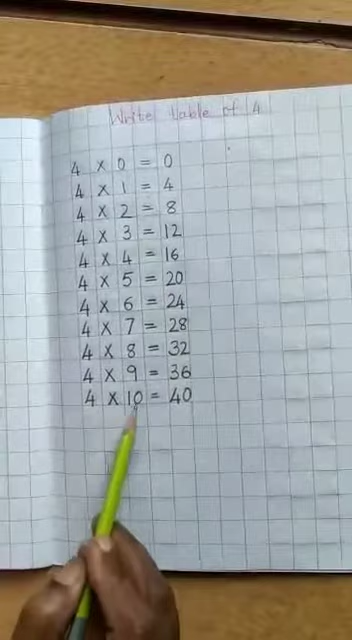 Write table of 4
4 × 0 = 0
4 × 1 = 4
4 × 2 = 8
4 × 3 = 12
4 × 4 = 16
4 × 5 = 20
4 × 6 = 24
4 × 7 = 28
4 × 8 = 32
4 × 9 = 36
4 × 10 = 40